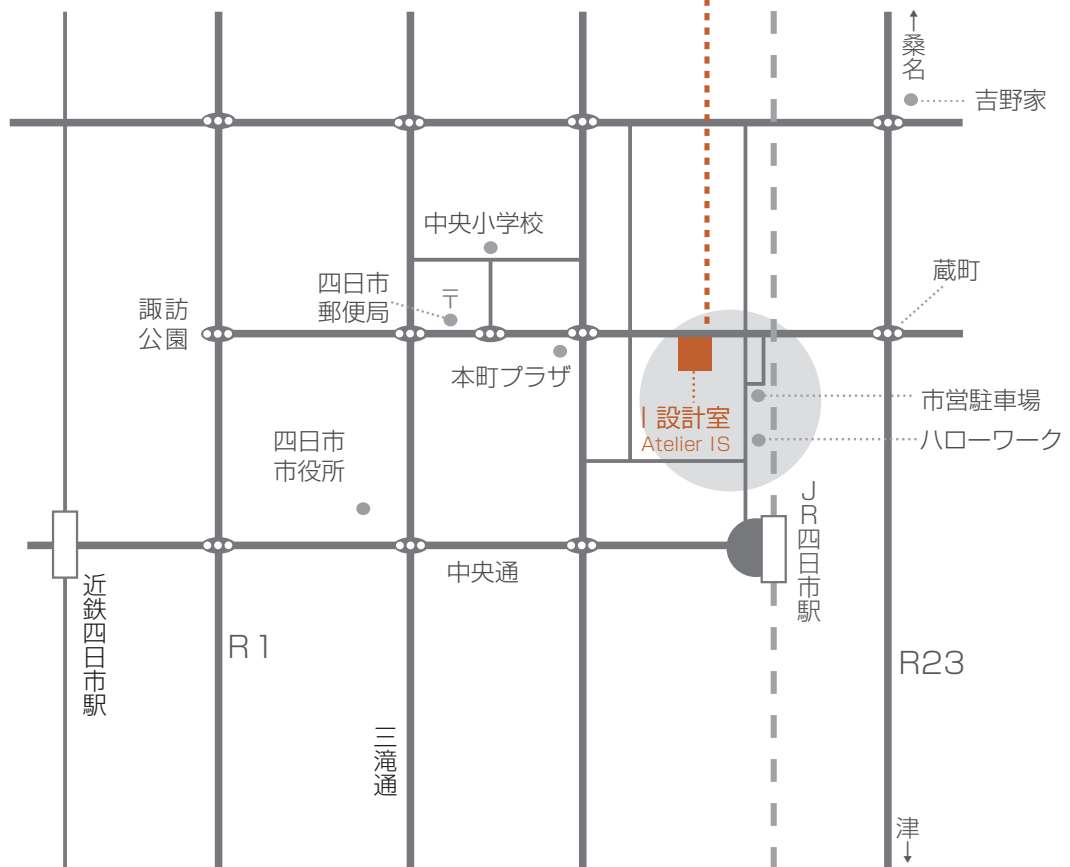 桑名
吉野家
中央小学校
蔵町
四日市
郵便局
〒
諏訪
公園
本町プラザ
市営駐車場
I 設計室
Atelier IS
ハローワーク
四日市
市役所
JR四日市駅
中央通
近鉄四日市駅
R1
R23
三滝通
津